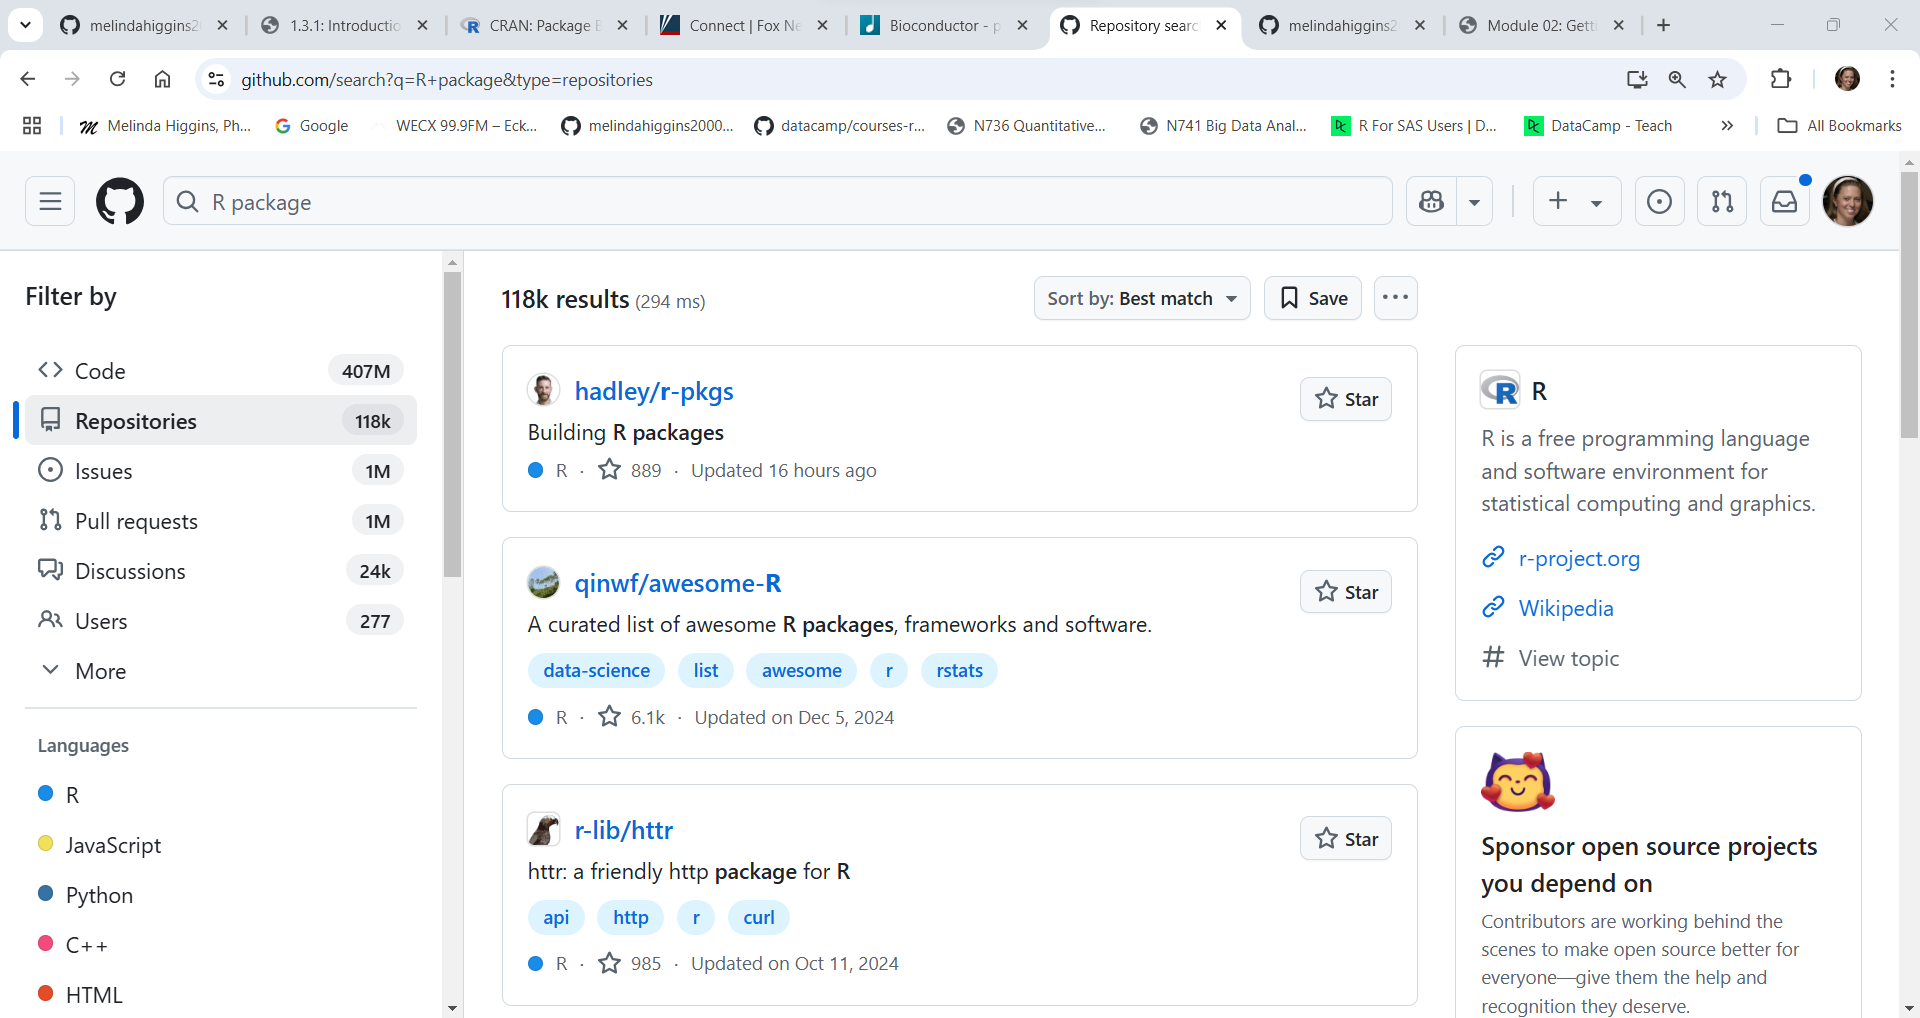 melindahiggins2
1.3.1: Introductio
CRAN: Package
Connect | Fox Ne
Bioconductor - p
Repository searc
melindahiggins2
Module 02: Getti
github.com/search?q=R+package&type=repositories
Melinda Higgins, Ph...
Google
WECX 99.9FM – Eck...
melindahiggins2000...
datacamp/courses-r...
N736 Quantitative...
N741 Big Data Anal...
R For SAS Users | D...
DataCamp - Teach
All Bookmarks
R package
Filter by
Code 407M
Repositories 118k
Issues 1M
Pull requests 1M
Discussions 24k
Users 277
More
Languages
R
JavaScript
Python
C++
HTML
118k results (294 ms)
Sort by: Best match
Save
hadley/r-pkgs
Star
Building R packages
R · 889 · Updated 16 hours ago
qinwf/awesome-R
Star
A curated list of awesome R packages, frameworks and software.
data-science list awesome r rstats
R · 6.1k · Updated on Dec 5, 2024
r-lib/httr
Star
httr: a friendly http package for R
api http r curl
R · 985 · Updated on Oct 11, 2024
R
R is a free programming language
and software environment for
statistical computing and graphics.
r-project.org
Wikipedia
View topic
Sponsor open source projects
you depend on
Contributors are working behind the
scenes to make open source better for
everyone—give them the help and
recognition they deserve.